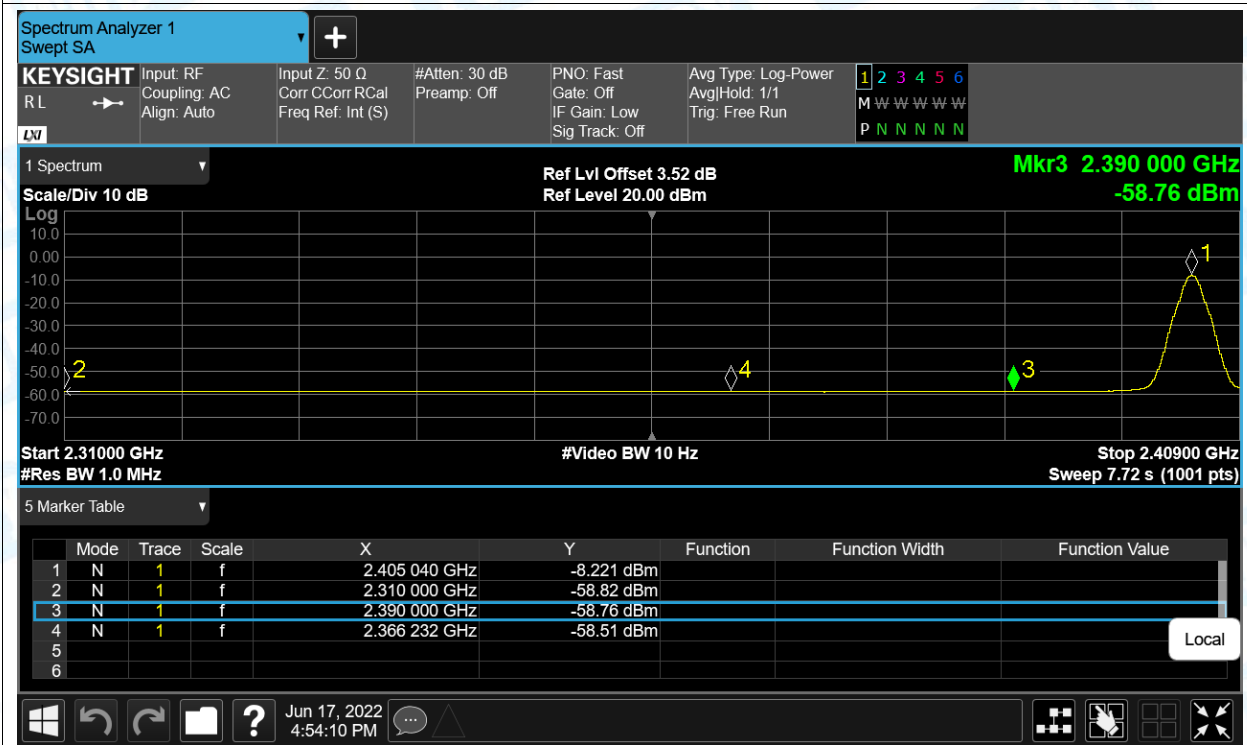 Spectrum Analyzer 1
Swept SA
+
KEYSIGHT Input: RF Input Z: 50 Ω #Atten: 30 dB PNO: Fast Avg Type: Log-Power 1 2 3 4 5 6
R L Coupling: AC Corr CCorr RCal Preamp: Off Gate: Off Avg|Hold: 1/1 M W W W W W W
Align: Auto Freq Ref: Int (S) IF Gain: Low Trig: Free Run
LXI Sig Track: Off P N N N N N
1 Spectrum Ref Lvl Offset 3.52 dB Mkr3 2.390 000 GHz
Scale/Div 10 dB Ref Level 20.00 dBm -58.76 dBm
Log
10.0
0.00 1
-10.0
-20.0
-30.0
-40.0
-50.0 2 4 3
-60.0
-70.0
Start 2.31000 GHz #Video BW 10 Hz Stop 2.40900 GHz
#Res BW 1.0 MHz Sweep 7.72 s (1001 pts)
5 Marker Table
Mode Trace Scale X Y Function Function Width Function Value
1 N 1 f 2.405 040 GHz -8.221 dBm
2 N 1 f 2.310 000 GHz -58.82 dBm
3 N 1 f 2.390 000 GHz -58.76 dBm
4 N 1 f 2.366 232 GHz -58.51 dBm
5
6
Local
? Jun 17, 2022
4:54:10 PM